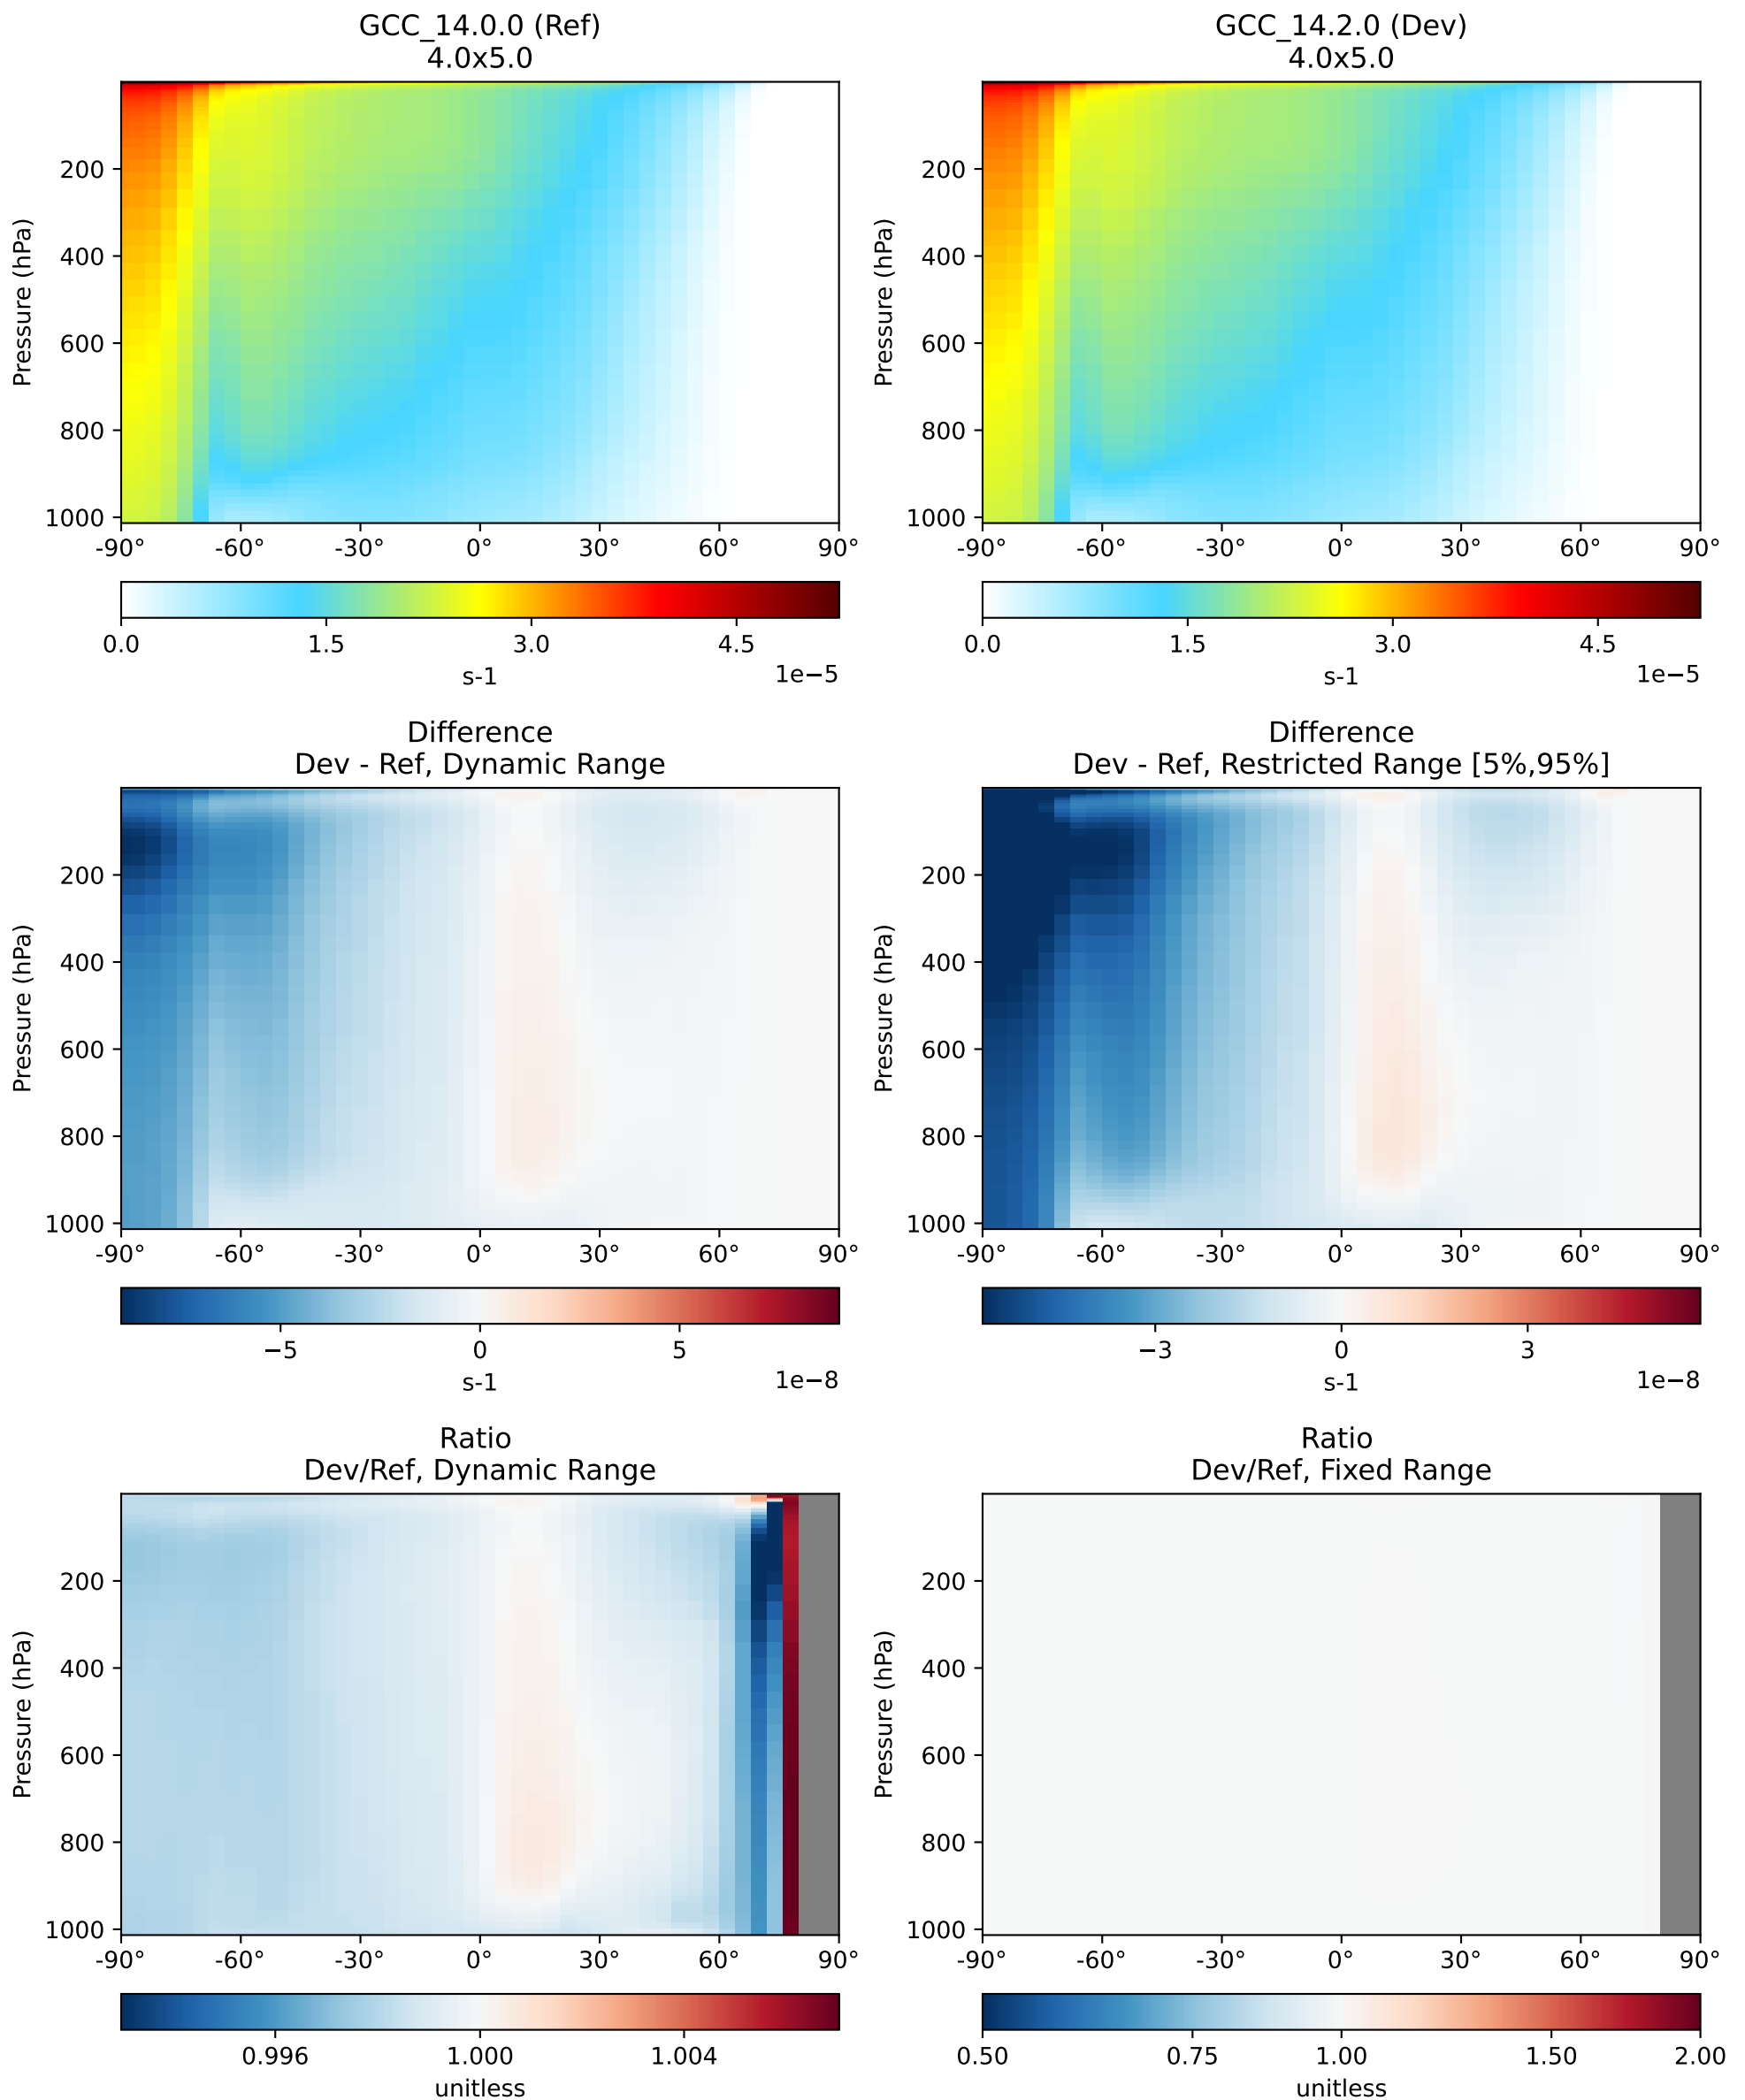 GCC_14.0.0 (Ref)
4.0x5.0
GCC_14.2.0 (Dev)
4.0x5.0
Pressure (hPa)
200
400
600
800
1000
-90° -60° -30° 0° 30° 60° 90°
0.0 1.5 3.0 4.5
s-1
1e−5
Pressure (hPa)
200
400
600
800
1000
-90° -60° -30° 0° 30° 60° 90°
0.0 1.5 3.0 4.5
s-1
1e−5
Difference
Dev - Ref, Dynamic Range
Pressure (hPa)
200
400
600
800
1000
-90° -60° -30° 0° 30° 60° 90°
−5 0 5
s-1
1e−8
Difference
Dev - Ref, Restricted Range [5%,95%]
Pressure (hPa)
200
400
600
800
1000
-90° -60° -30° 0° 30° 60° 90°
−3 0 3
s-1
1e−8
Ratio
Dev/Ref, Dynamic Range
Pressure (hPa)
200
400
600
800
1000
-90° -60° -30° 0° 30° 60° 90°
0.996 1.000 1.004
unitless
Ratio
Dev/Ref, Fixed Range
Pressure (hPa)
200
400
600
800
1000
-90° -60° -30° 0° 30° 60° 90°
0.50 0.75 1.00 1.50 2.00
unitless